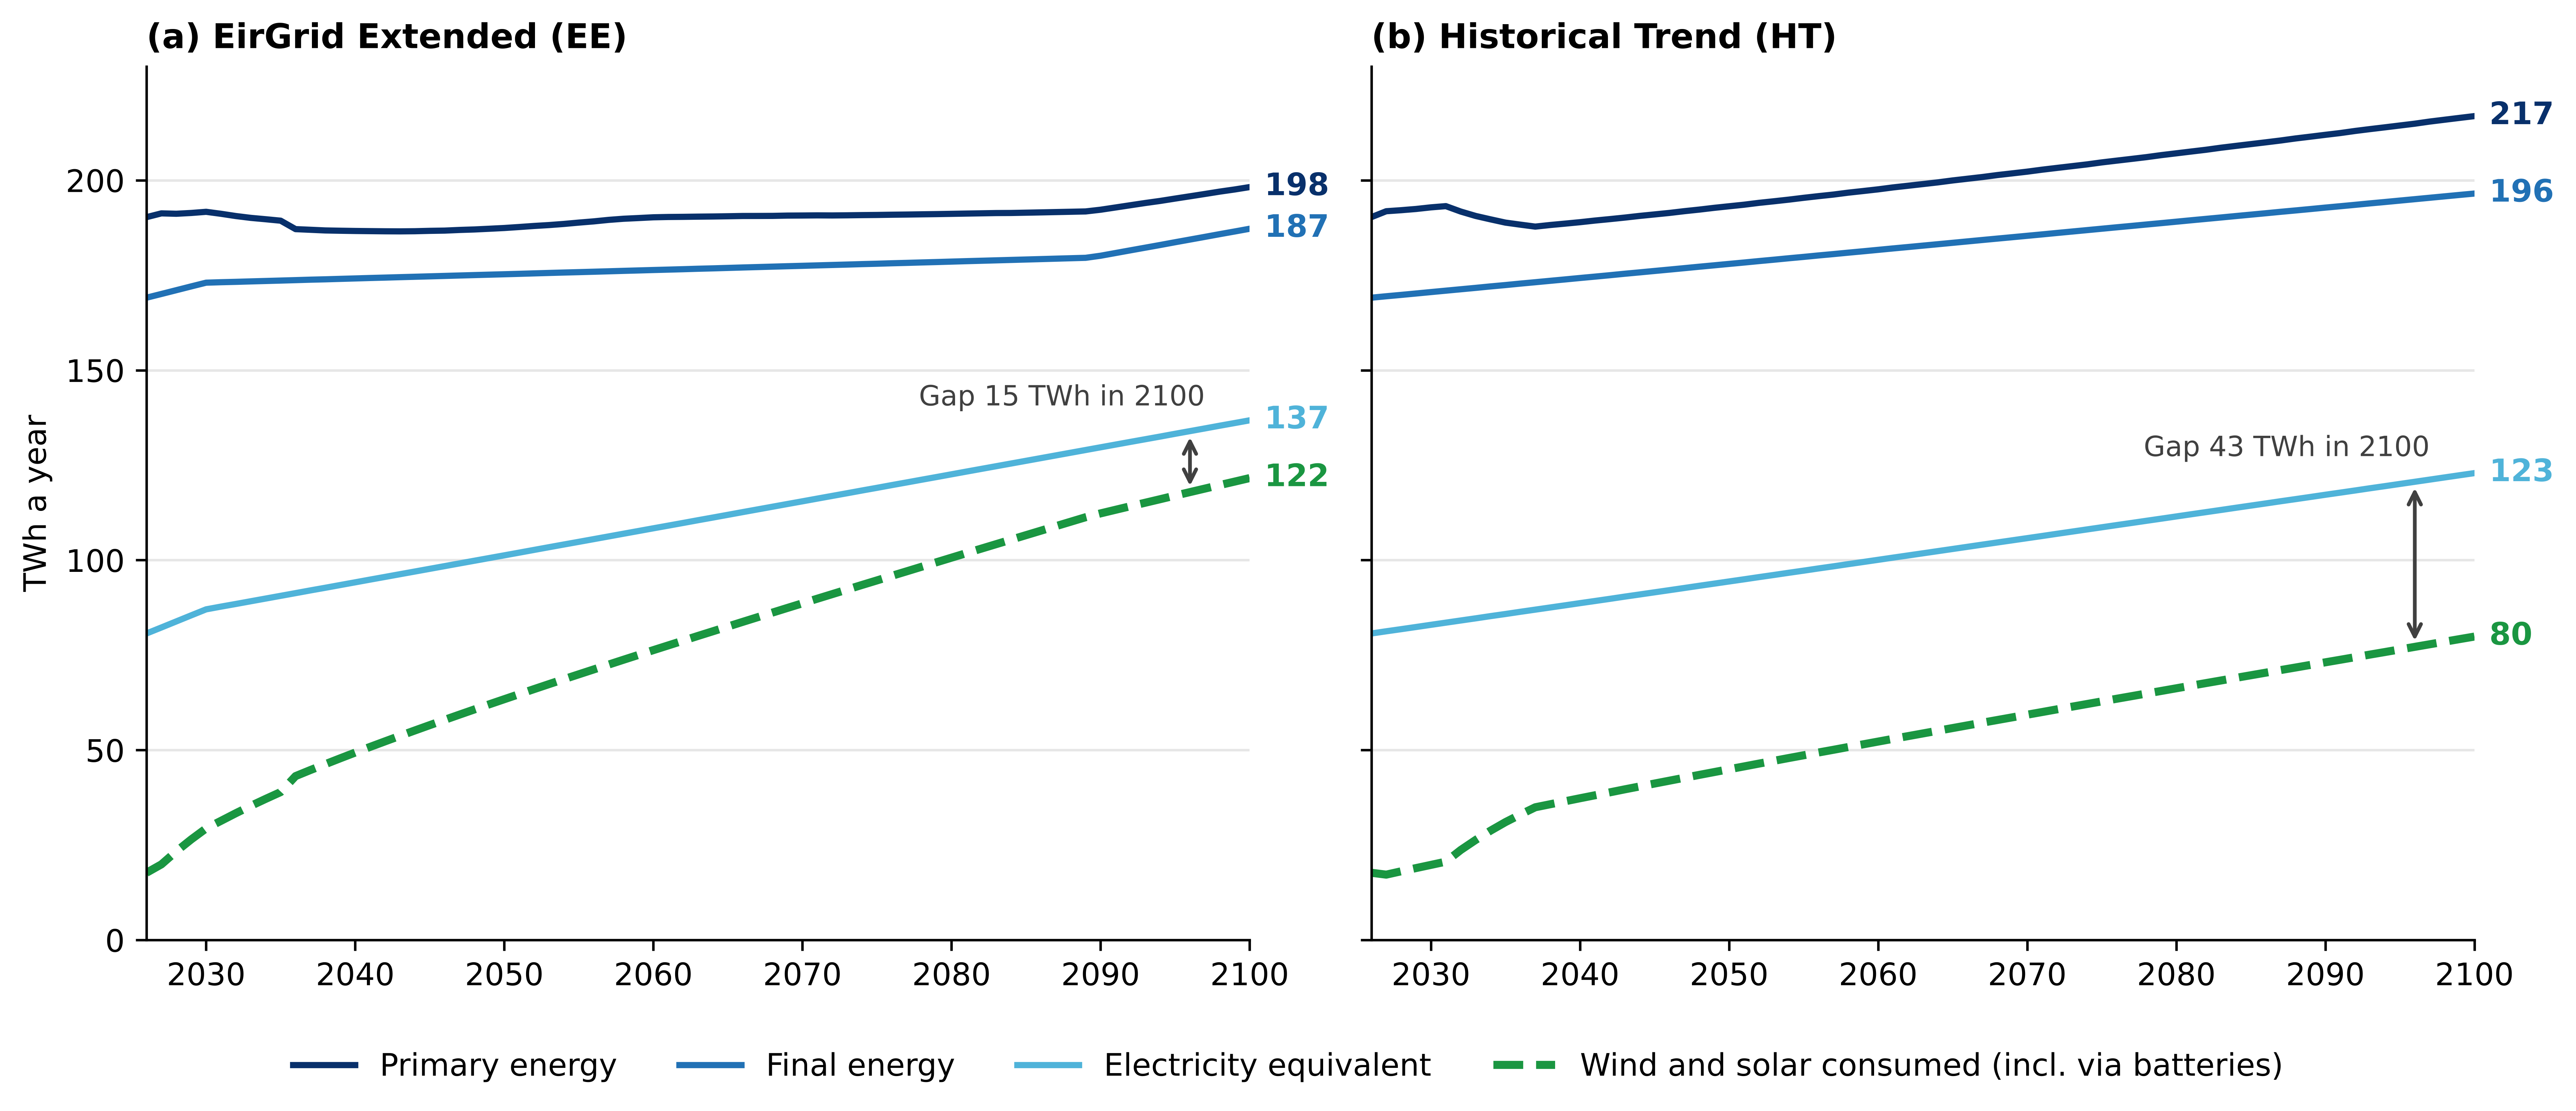 (a) EirGrid Extended (EE)
TWh a year
200
150
100
50
0
198
187
Gap 15 TWh in 2100
137
122
2030 2040 2050 2060 2070 2080 2090 2100
(b) Historical Trend (HT)
217
196
Gap 43 TWh in 2100
123
80
2030 2040 2050 2060 2070 2080 2090 2100
Primary energy Final energy Electricity equivalent Wind and solar consumed (incl. via batteries)